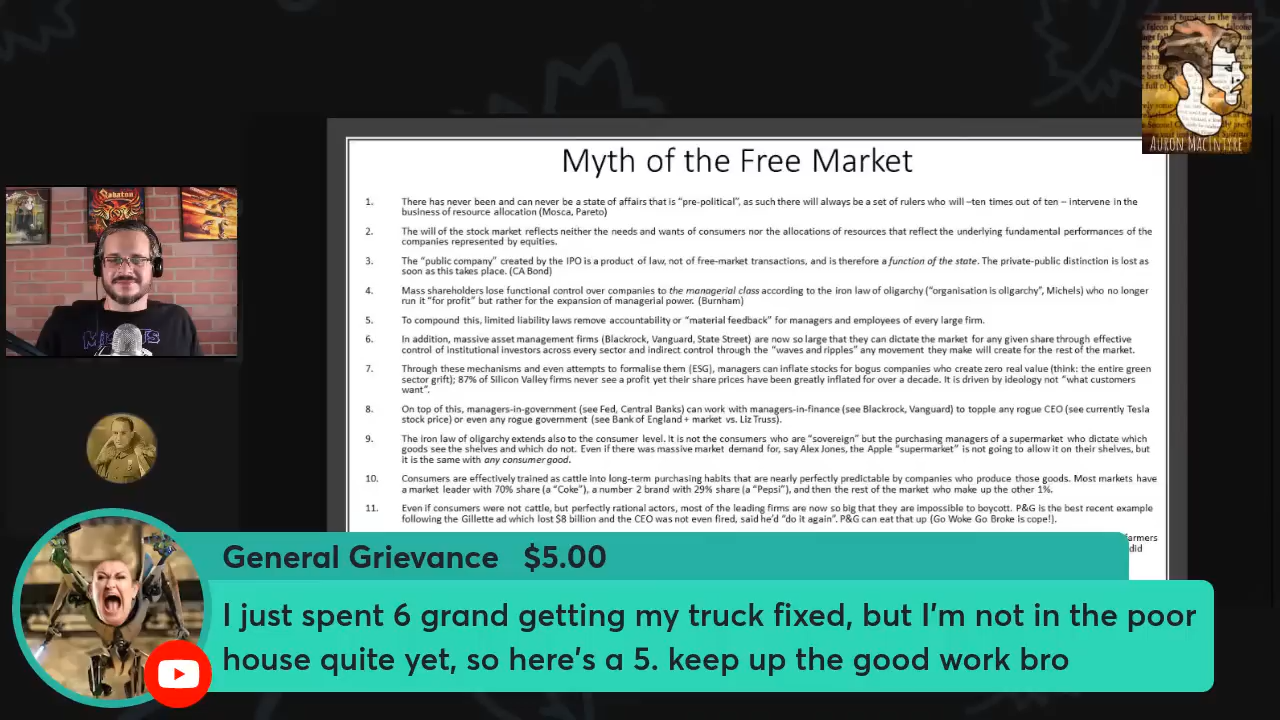 AURON MACINTYRE
Sabaton
Myth of the Free Market
1. There has never been and can never be a state of affairs that is “pre-political”, as such there will always be a set of rulers who will –ten times out of ten – intervene in the
business of resource allocation (Mosca, Pareto)
2. The will of the stock market reflects neither the needs and wants of consumers nor the allocations of resources that reflect the underlying fundamental performances of the
companies represented by equities.
3. The “public company” created by the IPO is a product of law, not of free-market transactions, and is therefore a function of the state. The private-public distinction is lost as
soon as this takes place. (CA Bond)
4. Mass shareholders lose functional control over companies to the managerial class according to the iron law of oligarchy (“organisation is oligarchy”, Michels) who no longer
run it “for profit” but rather for the expansion of managerial power. (Burnham)
5. To compound this, limited liability laws remove accountability or “material feedback” for managers and employees of every large firm.
6. In addition, massive asset management firms (Blackrock, Vanguard, State Street) are now so large that they can dictate the market for any given share through effective
control of institutional investors across every sector and indirect control through the “waves and ripples” any movement they make will create for the rest of the market.
7. Through these mechanisms and even attempts to formalise them (ESG), managers can inflate stocks for bogus companies who create zero real value (think: the entire green
sector grift); 87% of Silicon Valley firms never see a profit yet their share prices have been greatly inflated for over a decade. It is driven by ideology not “what customers
want”.
8. On top of this, managers-in-government (see Fed, Central Banks) can work with managers-in-finance (see Blackrock, Vanguard) to topple any rogue CEO (see currently Tesla
stock price) or even any rogue government (see Bank of England + market vs. Liz Truss).
9. The iron law of oligarchy extends also to the consumer level. It is not the consumers who are “sovereign” but the purchasing managers of a supermarket who dictate which
goods see the shelves and which do not. Even if there was massive market demand for, say Alex Jones, the Apple “supermarket” is not going to allow it on their shelves, but
it is the same with any consumer good.
10. Consumers are effectively trained as cattle into long-term purchasing habits that are nearly perfectly predictable by companies who produce those goods. Most markets have
a market leader with 70% share (a “Coke”), a number 2 brand with 29% share (a “Pepsi”), and then the rest of the market who make up the other 1%.
11. Even if consumers were not cattle, but perfectly rational actors, most of the leading firms are now so big that they are impossible to boycott. P&G is the best recent example
following the Gillette ad which lost $8 billion and the CEO was not even fired, said he’d “do it again”. P&G can eat that up (Go Woke Go Broke is cope!).
farmers
did
General Grievance $5.00
I just spent 6 grand getting my truck fixed, but I’m not in the poor
house quite yet, so here’s a 5. keep up the good work bro